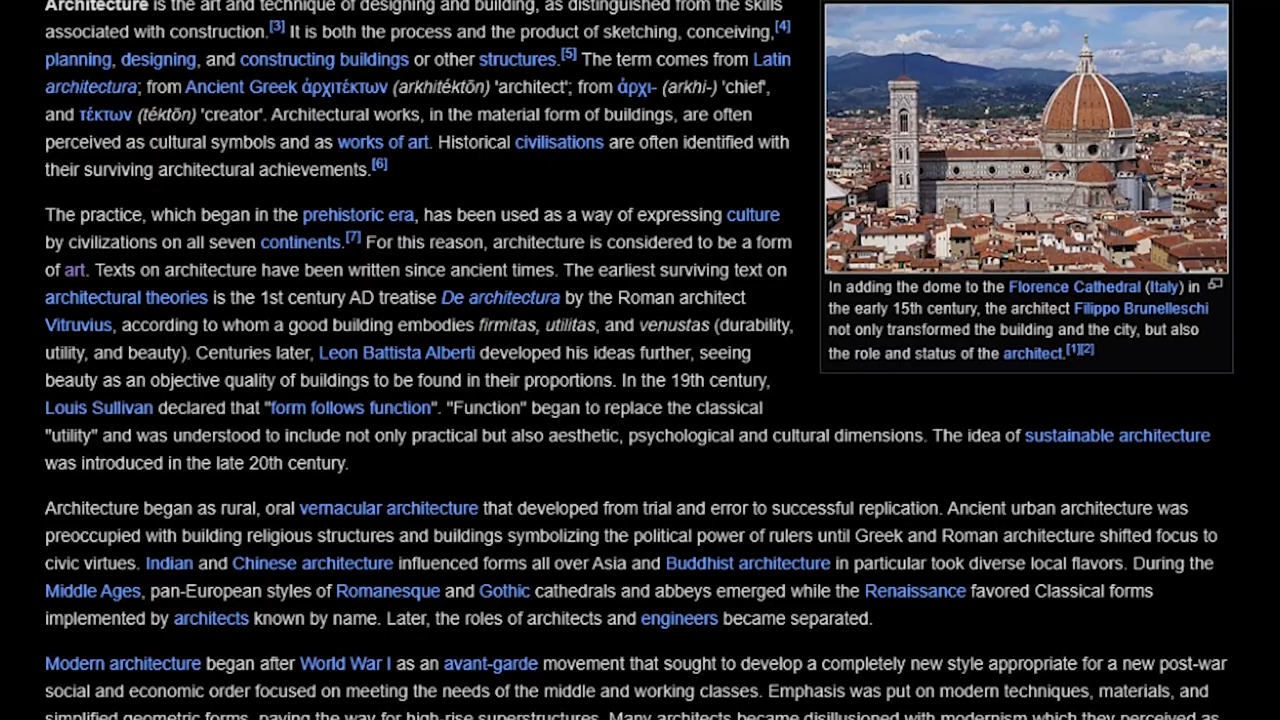 Architecture is the art and technique of designing and building, as distinguished from the skills
associated with construction.[3] It is both the process and the product of sketching, conceiving,[4]
planning, designing, and constructing buildings or other structures.[5] The term comes from Latin
architectura; from Ancient Greek ἀρχιτέκτων (arkhitéktōn) 'architect'; from ἀρχι- (arkhi-) 'chief',
and τέκτων (téktōn) 'creator'. Architectural works, in the material form of buildings, are often
perceived as cultural symbols and as works of art. Historical civilisations are often identified with
their surviving architectural achievements.[6]
The practice, which began in the prehistoric era, has been used as a way of expressing culture
by civilizations on all seven continents.[7] For this reason, architecture is considered to be a form
of art. Texts on architecture have been written since ancient times. The earliest surviving text on
architectural theories is the 1st century AD treatise De architectura by the Roman architect
Vitruvius, according to whom a good building embodies firmitas, utilitas, and venustas (durability,
utility, and beauty). Centuries later, Leon Battista Alberti developed his ideas further, seeing
beauty as an objective quality of buildings to be found in their proportions. In the 19th century,
Louis Sullivan declared that "form follows function". "Function" began to replace the classical
"utility" and was understood to include not only practical but also aesthetic, psychological and cultural dimensions. The idea of sustainable architecture
was introduced in the late 20th century.
In adding the dome to the Florence Cathedral (Italy) in
the early 15th century, the architect Filippo Brunelleschi
not only transformed the building and the city, but also
the role and status of the architect.[1][2]
Architecture began as rural, oral vernacular architecture that developed from trial and error to successful replication. Ancient urban architecture was
preoccupied with building religious structures and buildings symbolizing the political power of rulers until Greek and Roman architecture shifted focus to
civic virtues. Indian and Chinese architecture influenced forms all over Asia and Buddhist architecture in particular took diverse local flavors. During the
Middle Ages, pan-European styles of Romanesque and Gothic cathedrals and abbeys emerged while the Renaissance favored Classical forms
implemented by architects known by name. Later, the roles of architects and engineers became separated.
Modern architecture began after World War I as an avant-garde movement that sought to develop a completely new style appropriate for a new post-war
social and economic order focused on meeting the needs of the middle and working classes. Emphasis was put on modern techniques, materials, and
simplified geometric forms, paving the way for high-rise superstructures. Many architects became disillusioned with modernism which they perceived as